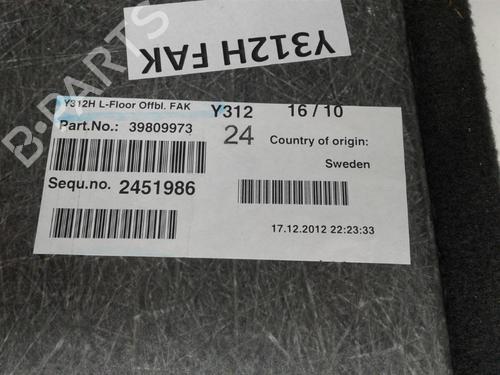 Y312H FAK
Y312H L-Floor Offbl. FAK Y312 16 / 10
Part.No.: 39809973 24 Country of origin:
Sweden
Sequ.no. 2451986
17.12.2012 22:23:33
B-PARTS